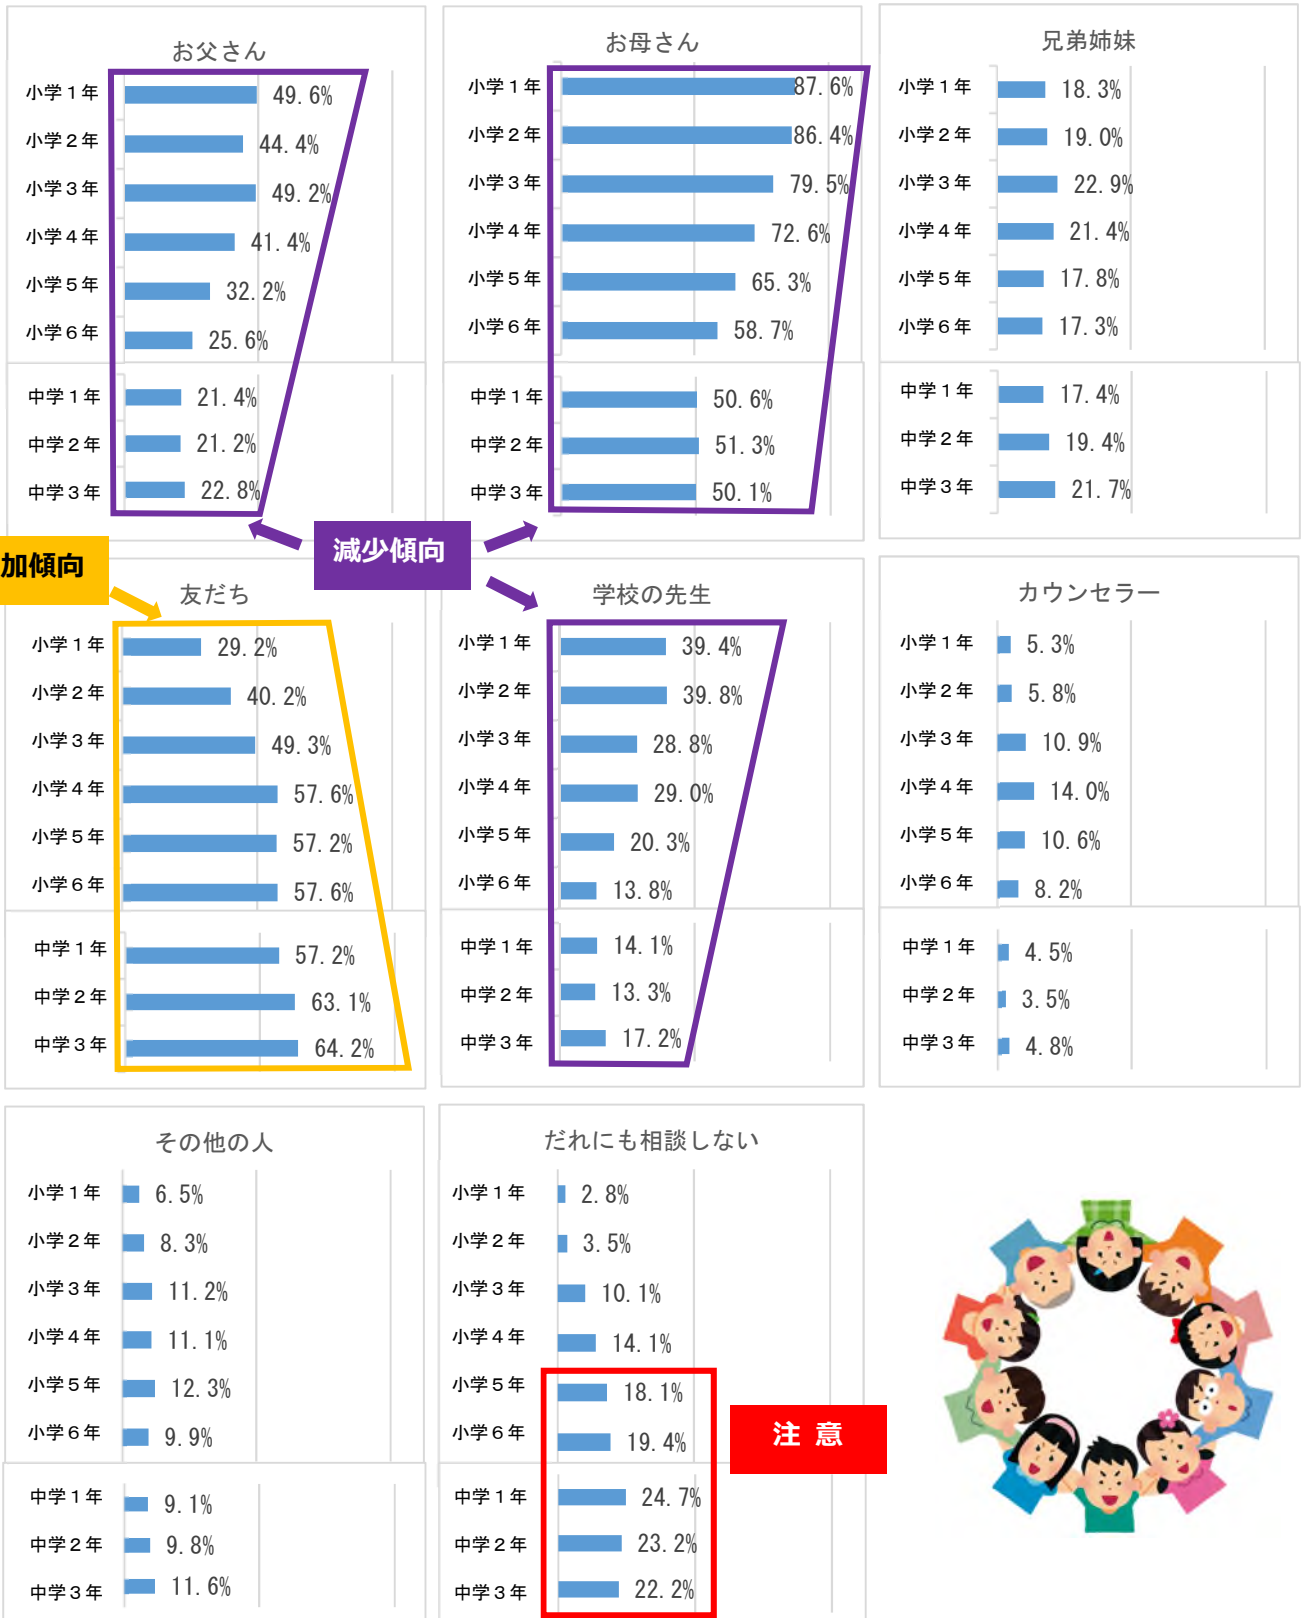 お父さん
小学１年 49.6%
小学２年 44.4%
小学３年 49.2%
小学４年 41.4%
小学５年 32.2%
小学６年 25.6%
中学１年 21.4%
中学２年 21.2%
中学３年 22.8%
お母さん
小学１年 87.6%
小学２年 86.4%
小学３年 79.5%
小学４年 72.6%
小学５年 65.3%
小学６年 58.7%
中学１年 50.6%
中学２年 51.3%
中学３年 50.1%
兄弟姉妹
小学１年 18.3%
小学２年 19.0%
小学３年 22.9%
小学４年 21.4%
小学５年 17.8%
小学６年 17.3%
中学１年 17.4%
中学２年 19.4%
中学３年 21.7%
減少傾向
加傾向
友だち
小学１年 29.2%
小学２年 40.2%
小学３年 49.3%
小学４年 57.6%
小学５年 57.2%
小学６年 57.6%
中学１年 57.2%
中学２年 63.1%
中学３年 64.2%
学校の先生
小学１年 39.4%
小学２年 39.8%
小学３年 28.8%
小学４年 29.0%
小学５年 20.3%
小学６年 13.8%
中学１年 14.1%
中学２年 13.3%
中学３年 17.2%
カウンセラー
小学１年 5.3%
小学２年 5.8%
小学３年 10.9%
小学４年 14.0%
小学５年 10.6%
小学６年 8.2%
中学１年 4.5%
中学２年 3.5%
中学３年 4.8%
その他の人
小学１年 6.5%
小学２年 8.3%
小学３年 11.2%
小学４年 11.1%
小学５年 12.3%
小学６年 9.9%
中学１年 9.1%
中学２年 9.8%
中学３年 11.6%
だれにも相談しない
小学１年 2.8%
小学２年 3.5%
小学３年 10.1%
小学４年 14.1%
小学５年 18.1%
小学６年 19.4%
中学１年 24.7%
中学２年 23.2%
中学３年 22.2%
注 意